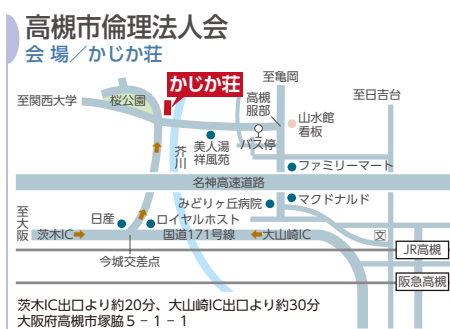 高槻市倫理法人会
会 場／かじか荘
かじか荘
至亀岡
至関西大学
桜公園
高槻
服部
至日吉台
山水館
看板
バス停
芥川
美人湯
祥風苑
ファミリーマート
名神高速道路
みどりヶ丘病院
マクドナルド
至大阪
日産
ロイヤルホスト
茨木IC
国道171号線
大山崎IC
文
今城交差点
JR高槻
阪急高槻
茨木IC出口より約20分、大山崎IC出口より約30分
大阪府高槻市塚脇５－１－１